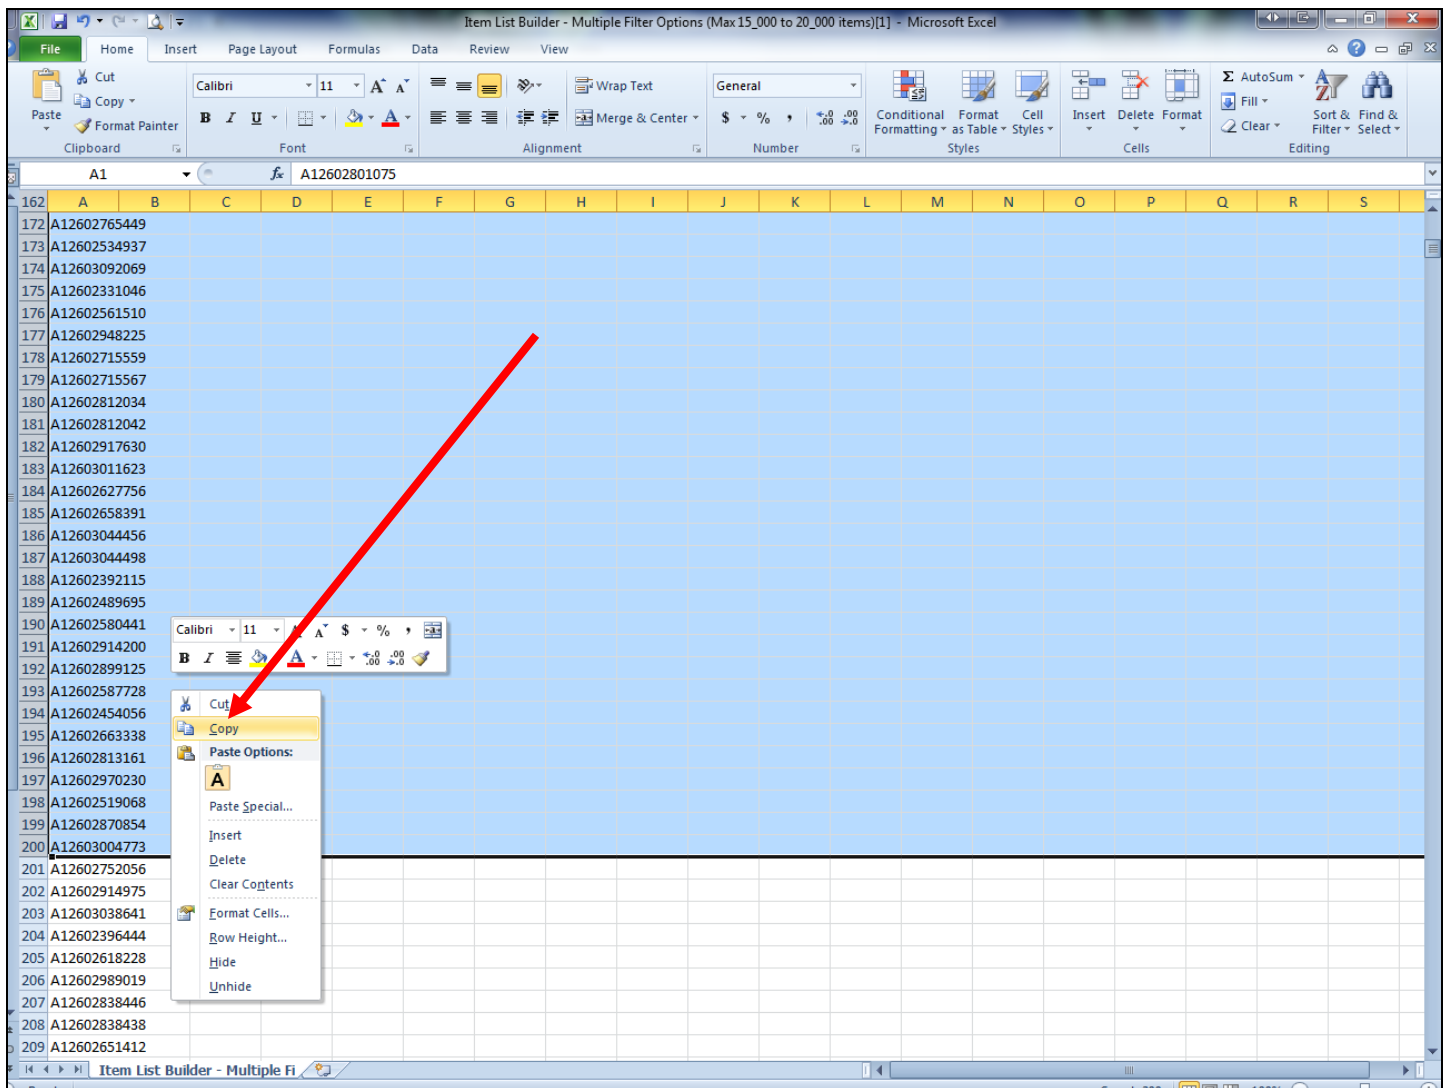 Item List Builder - Multiple Filter Options (Max 15_000 to 20_000 items)[1] - Microsoft Excel
File Home Insert Page Layout Formulas Data Review View
Paste
Cut
Copy
Format Painter
Clipboard
Calibri 11
B I U
Font
Wrap Text
Merge & Center
Alignment
General
$ % ,
Number
Conditional Formatting
Format as Table
Cell Styles
Styles
Insert Delete Format
Cells
Σ AutoSum
Fill
Clear
Sort & Filter
Find & Select
Editing
A1 fx A12602801075
162 A B C D E F G H I J K L M N O P Q R S
172 A12602765449
173 A12602534937
174 A12603092069
175 A12602331046
176 A12602561510
177 A12602948225
178 A12602715559
179 A12602715567
180 A12602812034
181 A12602812042
182 A12602917630
183 A12603011623
184 A12602627756
185 A12602658391
186 A12603044456
187 A12603044498
188 A12602392115
189 A12602489695
190 A12602580441
191 A12602914200
192 A12602899125
193 A12602587728
194 A12602454056
195 A12602663338
196 A12602813161
197 A12602970230
198 A12602519068
199 A12602870854
200 A12603004773
201 A12602752056
202 A12602914975
203 A12603038641
204 A12602396444
205 A12602618228
206 A12602989019
207 A12602838446
208 A12602838438
209 A12602651412
Calibri 11 A A $ % ,
B I A .00 .0
Cut
Copy
Paste Options:
A
Paste Special...
Insert
Delete
Clear Contents
Format Cells...
Row Height...
Hide
Unhide
Item List Builder - Multiple Fi